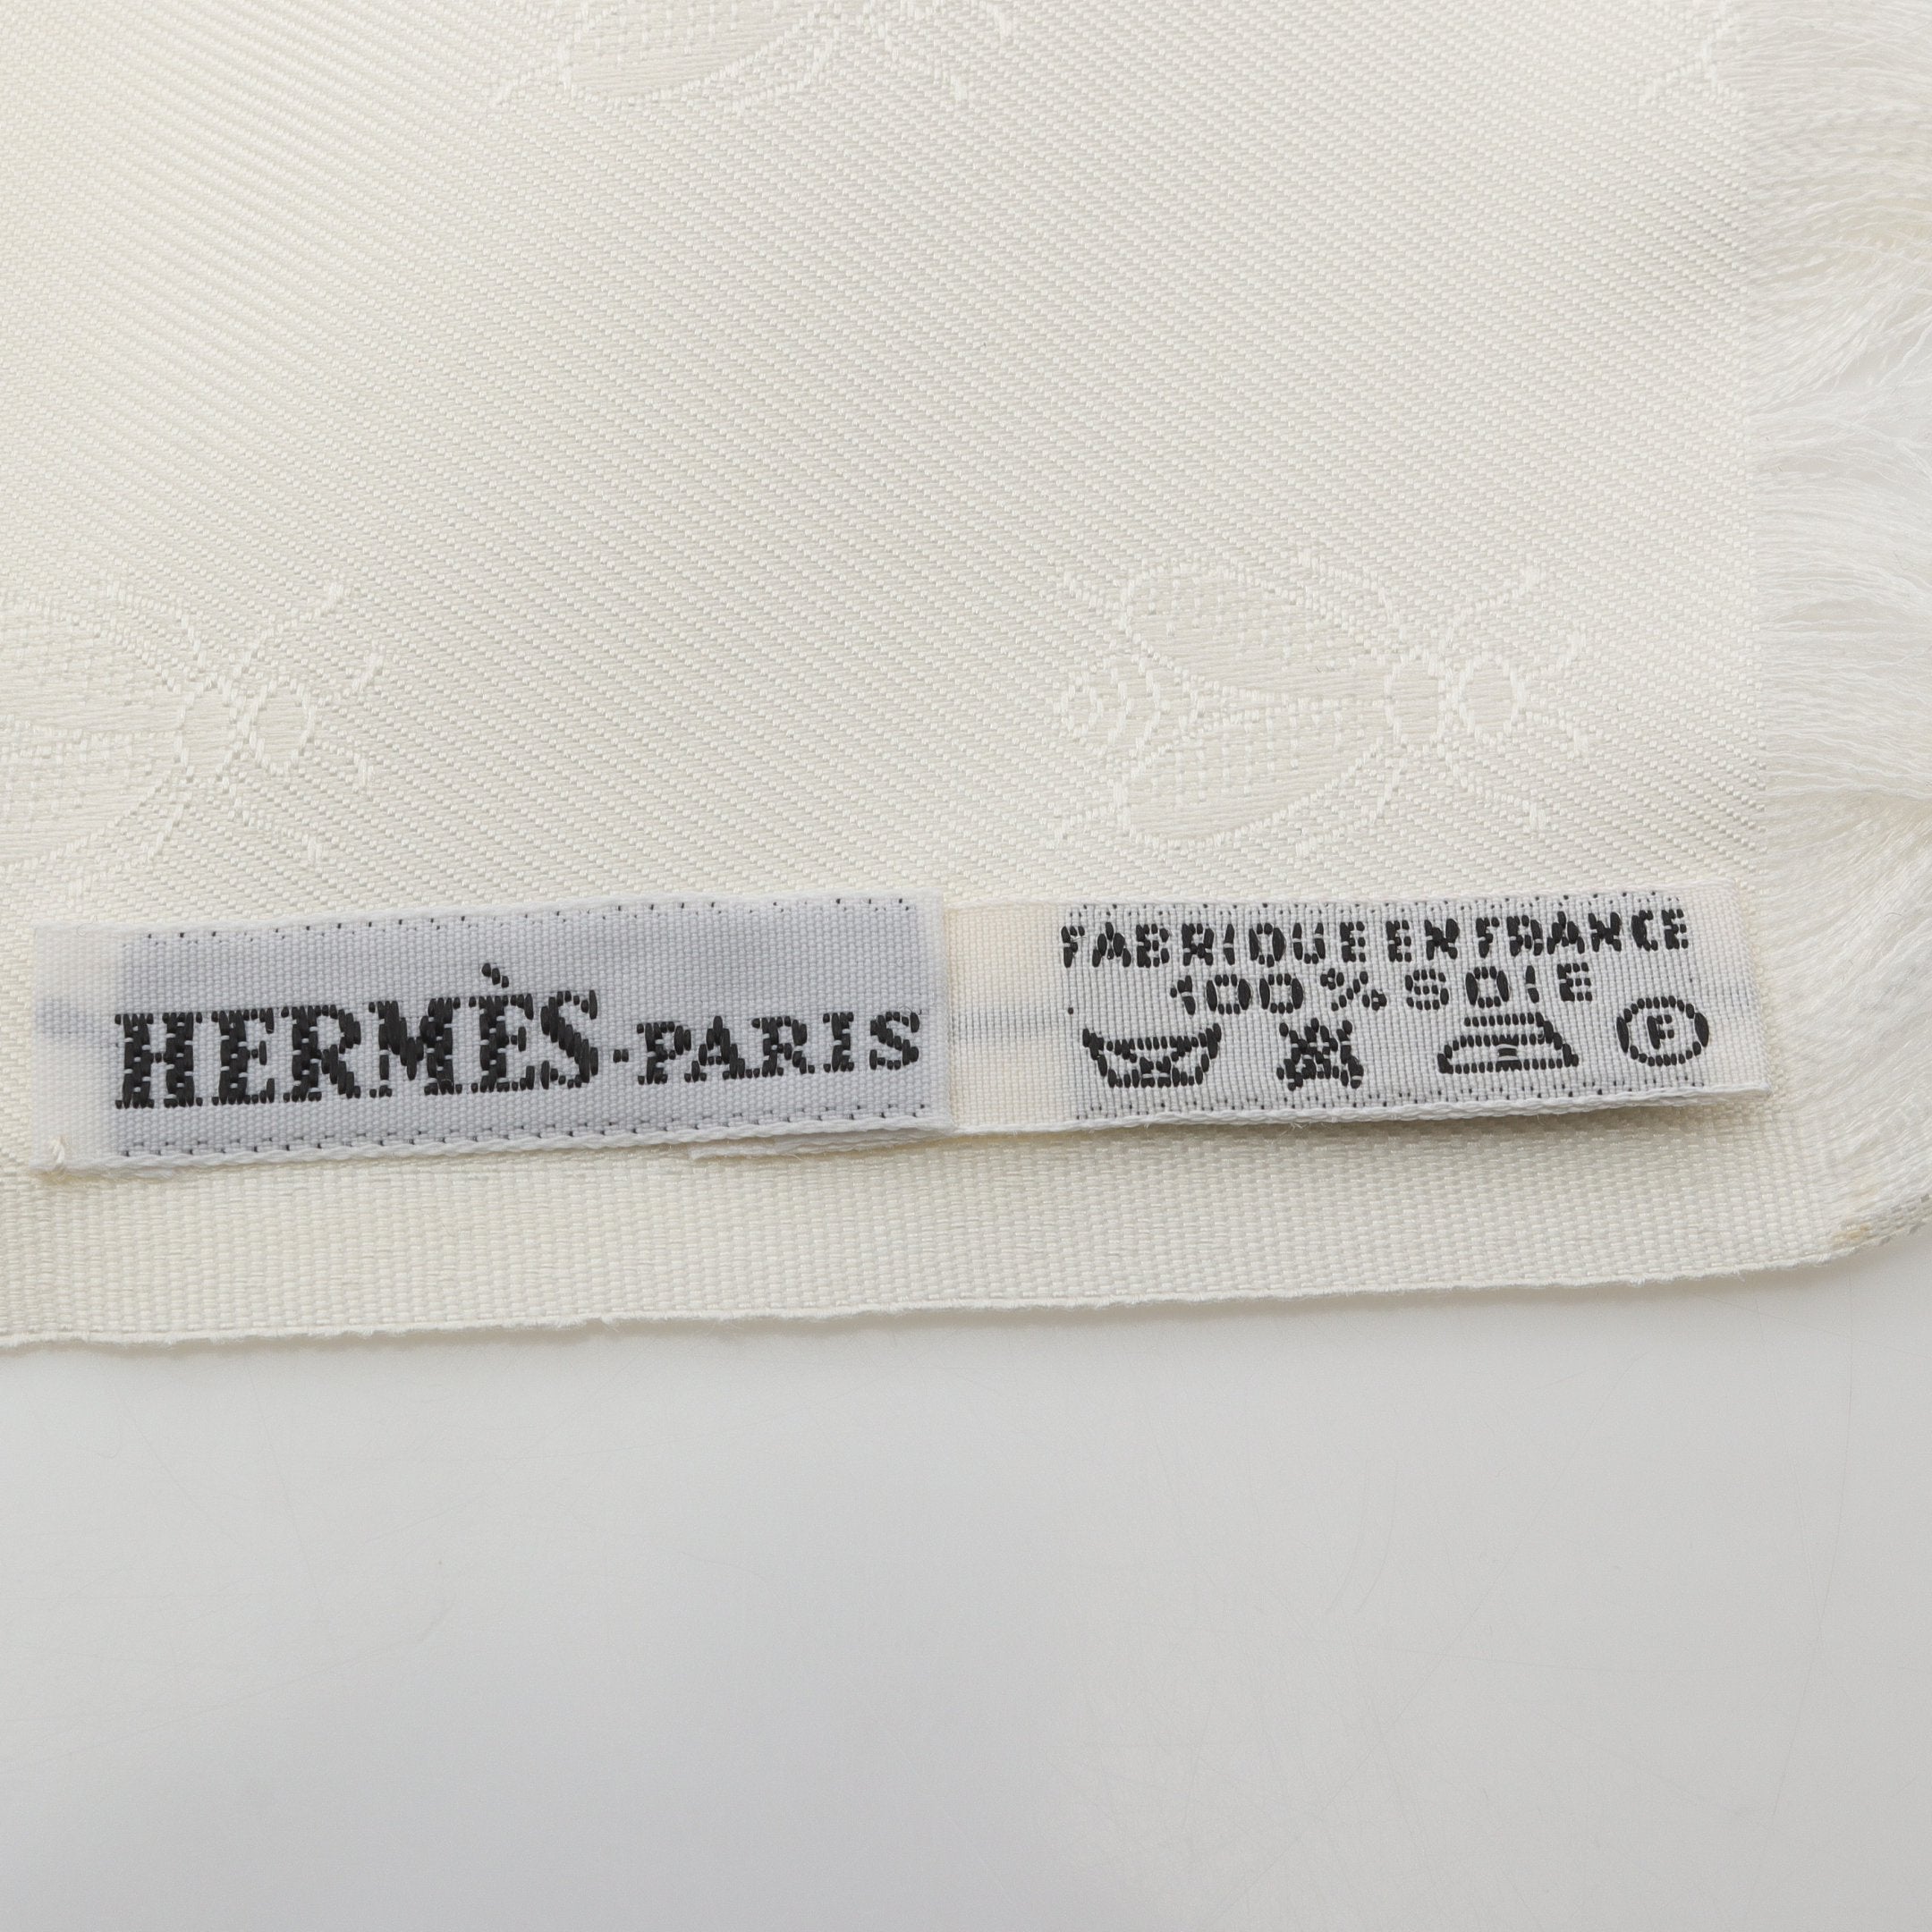 HERMÈS-PARIS
FABRIQUE EN FRANCE
100% SOIE
F